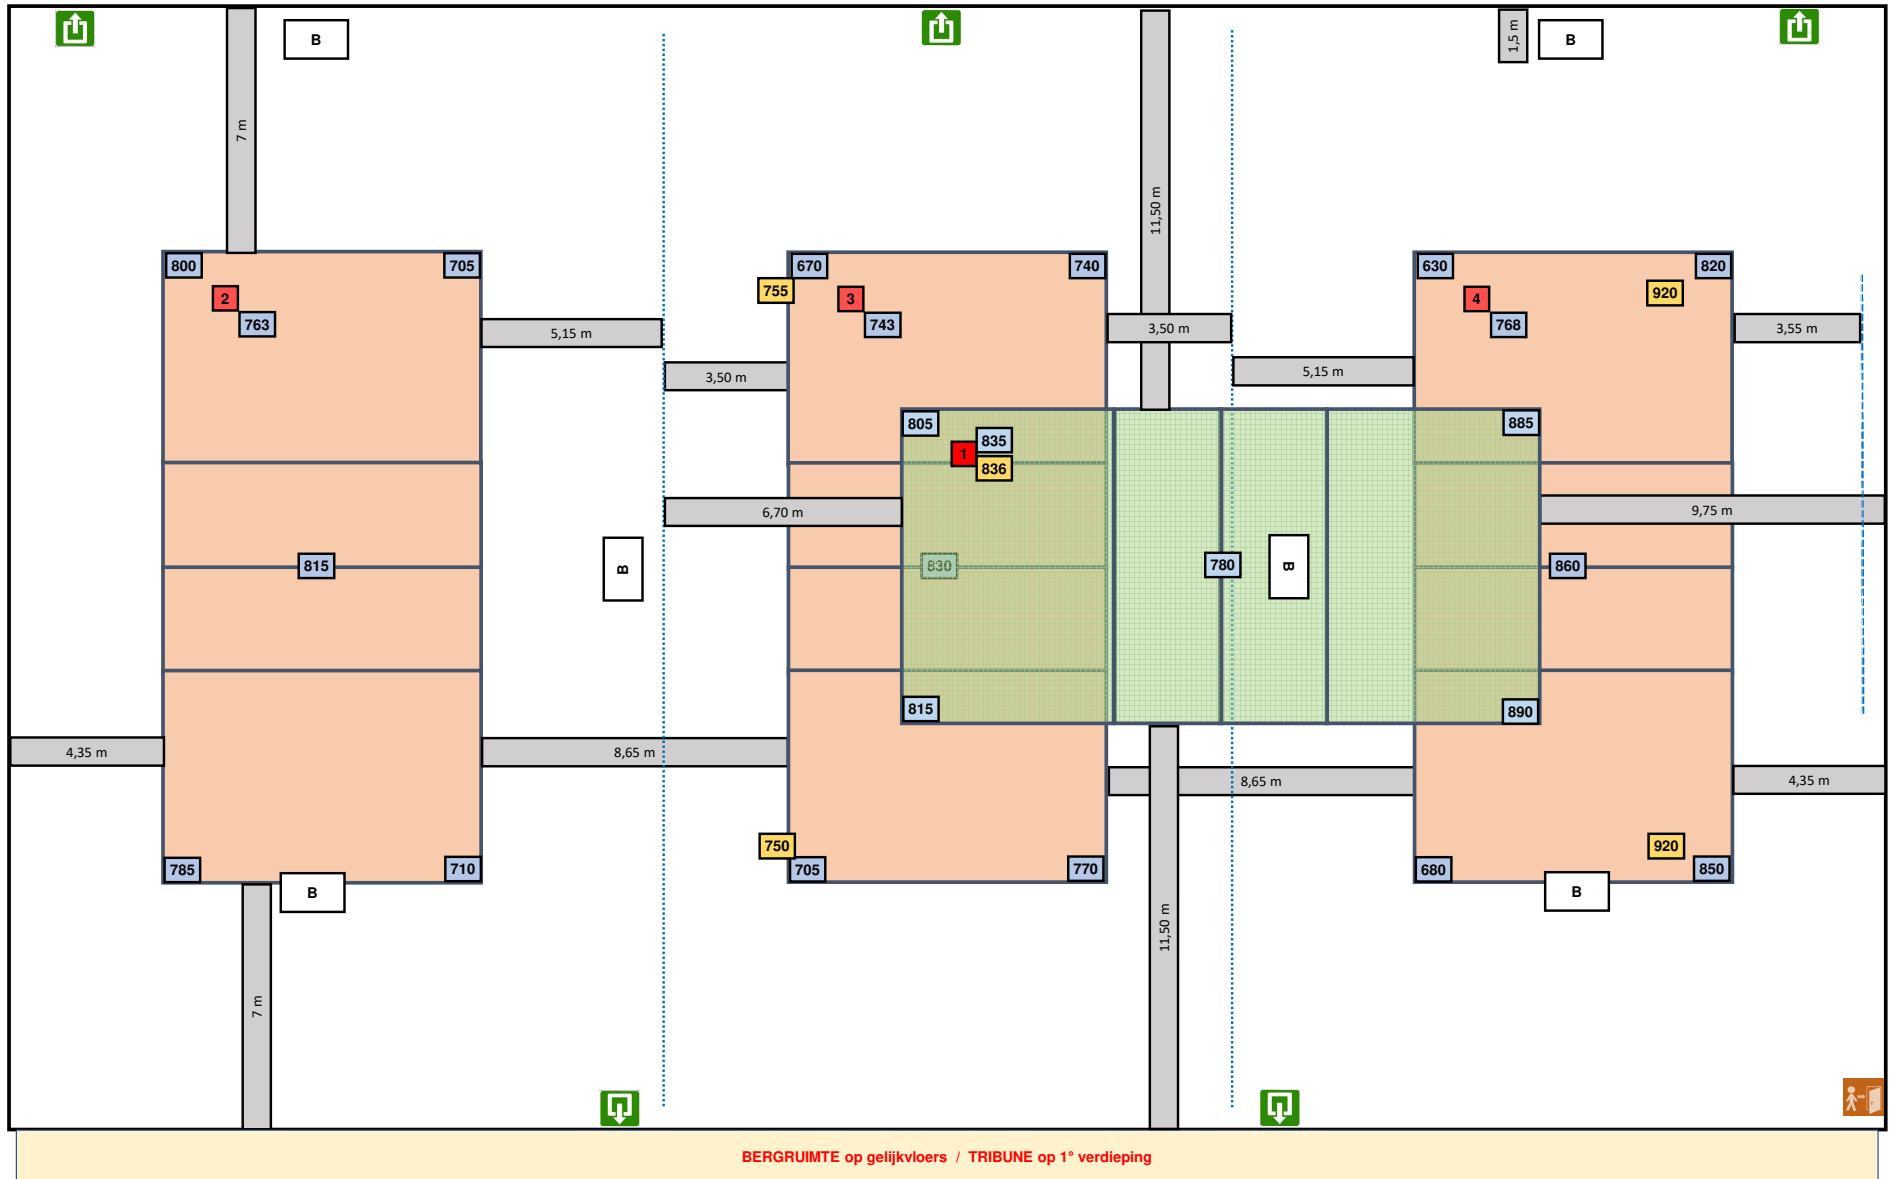 B
B
1,5 m
7 m
11,50 m
800
705
670
740
630
820
755
920
2
763
3
743
4
768
5,15 m
3,50 m
3,55 m
3,50 m
5,15 m
805
885
835
1
836
6,70 m
9,75 m
815
B
830
780
B
860
815
890
4,35 m
8,65 m
8,65 m
4,35 m
750
920
785
710
705
770
680
850
B
B
11,50 m
7 m
BERGRUIMTE op gelijkvloers / TRIBUNE op 1° verdieping